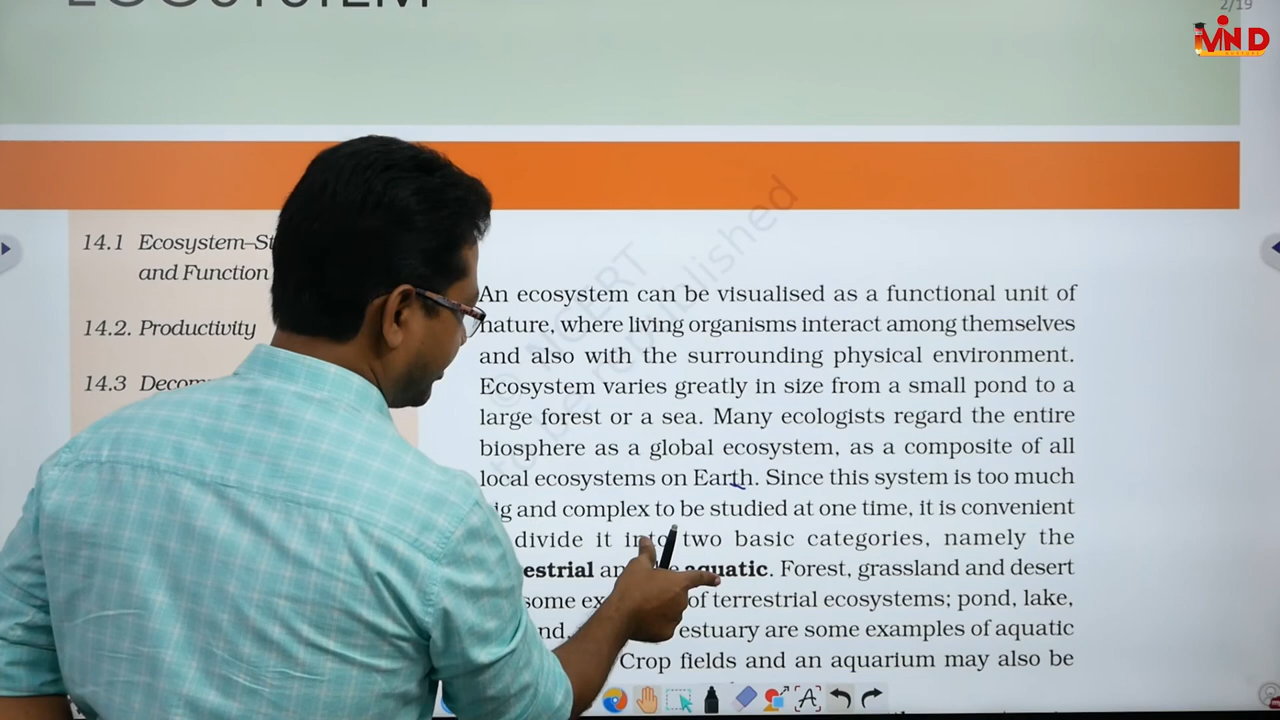 2/19
MIND
14.1 Ecosystem–St
and Function
14.2. Productivity
14.3 Decom
An ecosystem can be visualised as a functional unit of
nature, where living organisms interact among themselves
and also with the surrounding physical environment.
Ecosystem varies greatly in size from a small pond to a
large forest or a sea. Many ecologists regard the entire
biosphere as a global ecosystem, as a composite of all
local ecosystems on Earth. Since this system is too much
ig and complex to be studied at one time, it is convenient
divide it into two basic categories, namely the
estrial an aquatic. Forest, grassland and desert
some ex of terrestrial ecosystems; pond, lake,
nd, estuary are some examples of aquatic
Crop fields and an aquarium may also be
© NCERT
republished